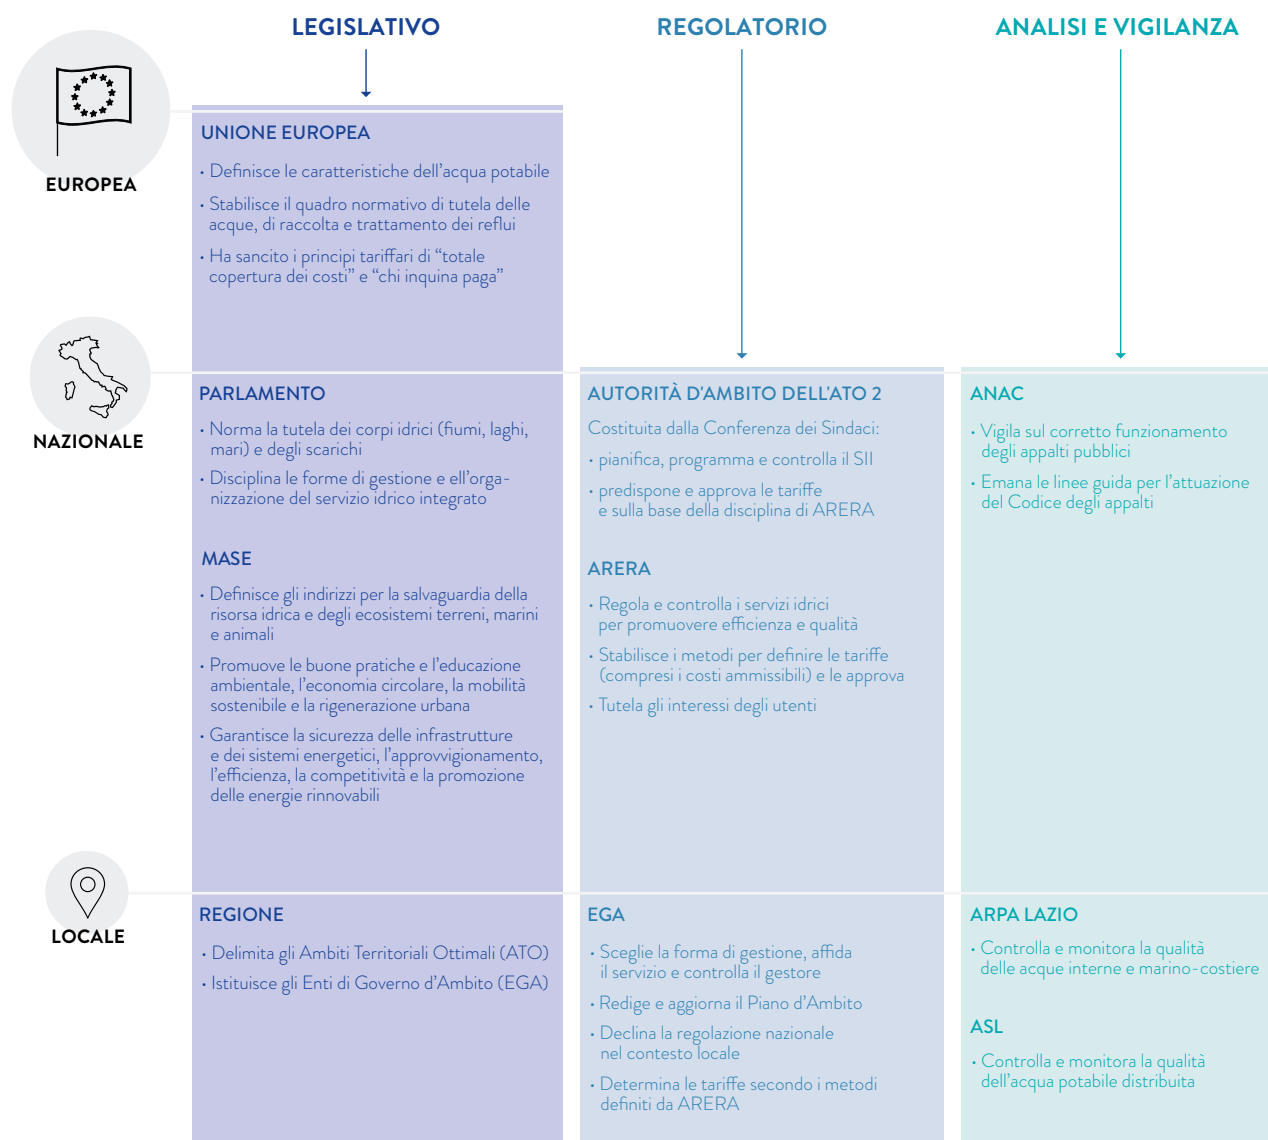 LEGISLATIVO
REGOLATORIO
ANALISI E VIGILANZA
EUROPEA
UNIONE EUROPEA
• Definisce le caratteristiche dell'acqua potabile
• Stabilisce il quadro normativo di tutela delle
acque, di raccolta e trattamento dei reflui
• Ha sancito i principi tariffari di “totale
copertura dei costi” e “chi inquina paga”
NAZIONALE
PARLAMENTO
• Norma la tutela dei corpi idrici (fiumi, laghi,
mari) e degli scarichi
• Disciplina le forme di gestione e ell'orga-
nizzazione del servizio idrico integrato
MASE
• Definisce gli indirizzi per la salvaguardia della
risorsa idrica e degli ecosistemi terreni, marini
e animali
• Promuove le buone pratiche e l'educazione
ambientale, l'economia circolare, la mobilità
sostenibile e la rigenerazione urbana
• Garantisce la sicurezza delle infrastrutture
e dei sistemi energetici, l'approvvigionamento,
l'efficienza, la competitività e la promozione
delle energie rinnovabili
AUTORITÀ D'AMBITO DELL'ATO 2
Costituita dalla Conferenza dei Sindaci:
• pianifica, programma e controlla il SII
• predispone e approva le tariffe
e sulla base della disciplina di ARERA
ARERA
• Regola e controlla i servizi idrici
per promuovere efficienza e qualità
• Stabilisce i metodi per definire le tariffe
(compresi i costi ammissibili) e le approva
• Tutela gli interessi degli utenti
ANAC
• Vigila sul corretto funzionamento
degli appalti pubblici
• Emana le linee guida per l'attuazione
del Codice degli appalti
LOCALE
REGIONE
• Delimita gli Ambiti Territoriali Ottimali (ATO)
• Istituisce gli Enti di Governo d'Ambito (EGA)
EGA
• Sceglie la forma di gestione, affida
il servizio e controlla il gestore
• Redige e aggiorna il Piano d'Ambito
• Declina la regolazione nazionale
nel contesto locale
• Determina le tariffe secondo i metodi
definiti da ARERA
ARPA LAZIO
• Controlla e monitora la qualità
delle acque interne e marino-costiere
ASL
• Controlla e monitora la qualità
dell'acqua potabile distribuita